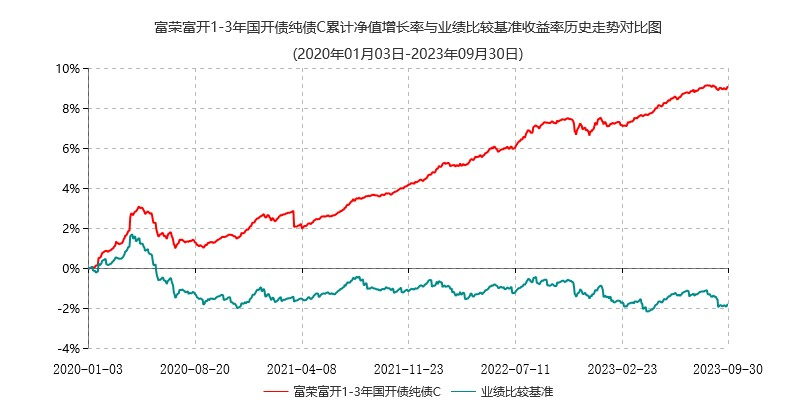 富荣富开1-3年国开债纯债C累计净值增长率与业绩比较基准收益率历史走势对比图
(2020年01月03日-2023年09月30日)
10%
8%
6%
4%
2%
0%
-2%
-4%
2020-01-03 2020-08-20 2021-04-08 2021-11-23 2022-07-11 2023-02-23 2023-09-30
富荣富开1-3年国开债纯债C 业绩比较基准